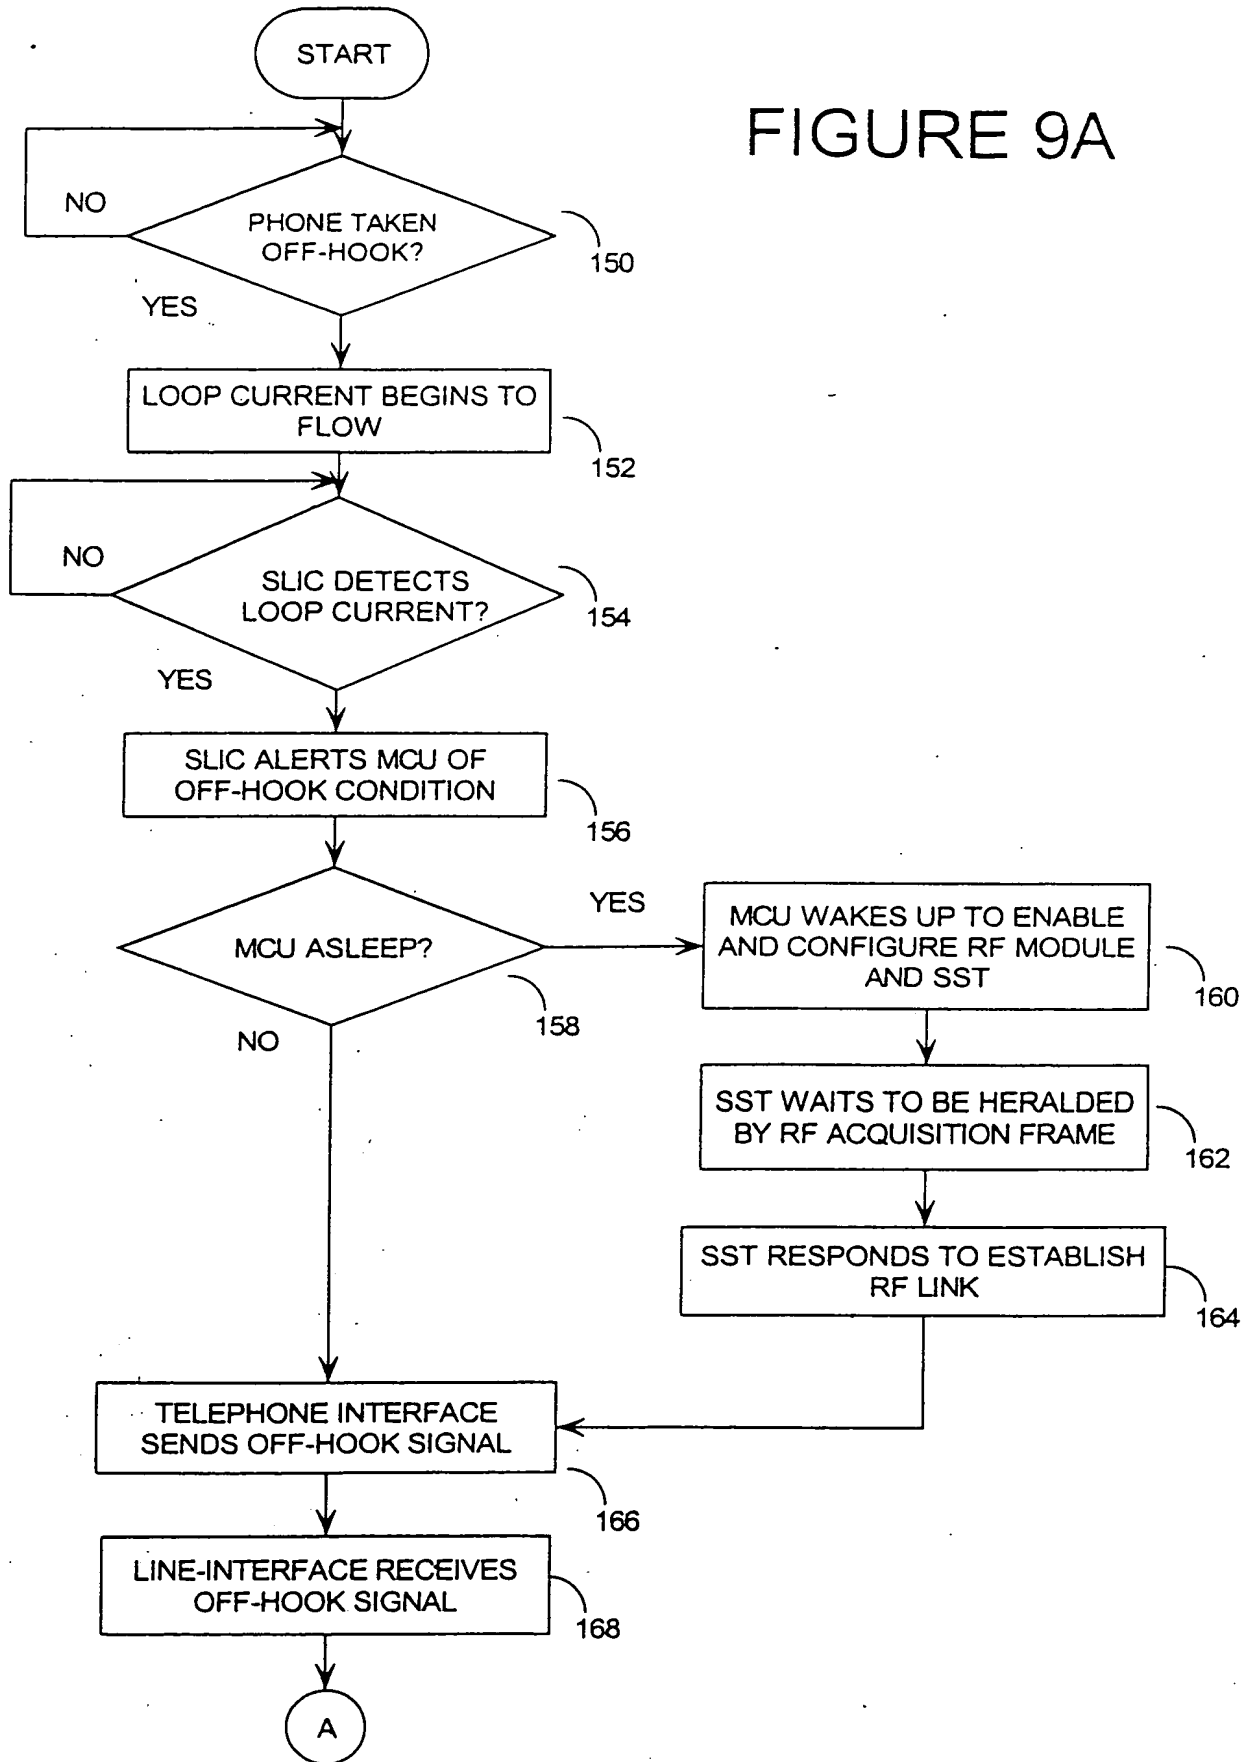 START
FIGURE 9A
NO
PHONE TAKEN
OFF-HOOK?
150
YES
LOOP CURRENT BEGINS TO
FLOW
152
NO
SLIC DETECTS
LOOP CURRENT?
154
YES
SLIC ALERTS MCU OF
OFF-HOOK CONDITION
156
MCU ASLEEP?
158
YES
NO
MCU WAKES UP TO ENABLE
AND CONFIGURE RF MODULE
AND SST
160
SST WAITS TO BE HERALDED
BY RF ACQUISITION FRAME
162
SST RESPONDS TO ESTABLISH
RF LINK
164
TELEPHONE INTERFACE
SENDS OFF-HOOK SIGNAL
166
LINE-INTERFACE RECEIVES
OFF-HOOK SIGNAL
168
A